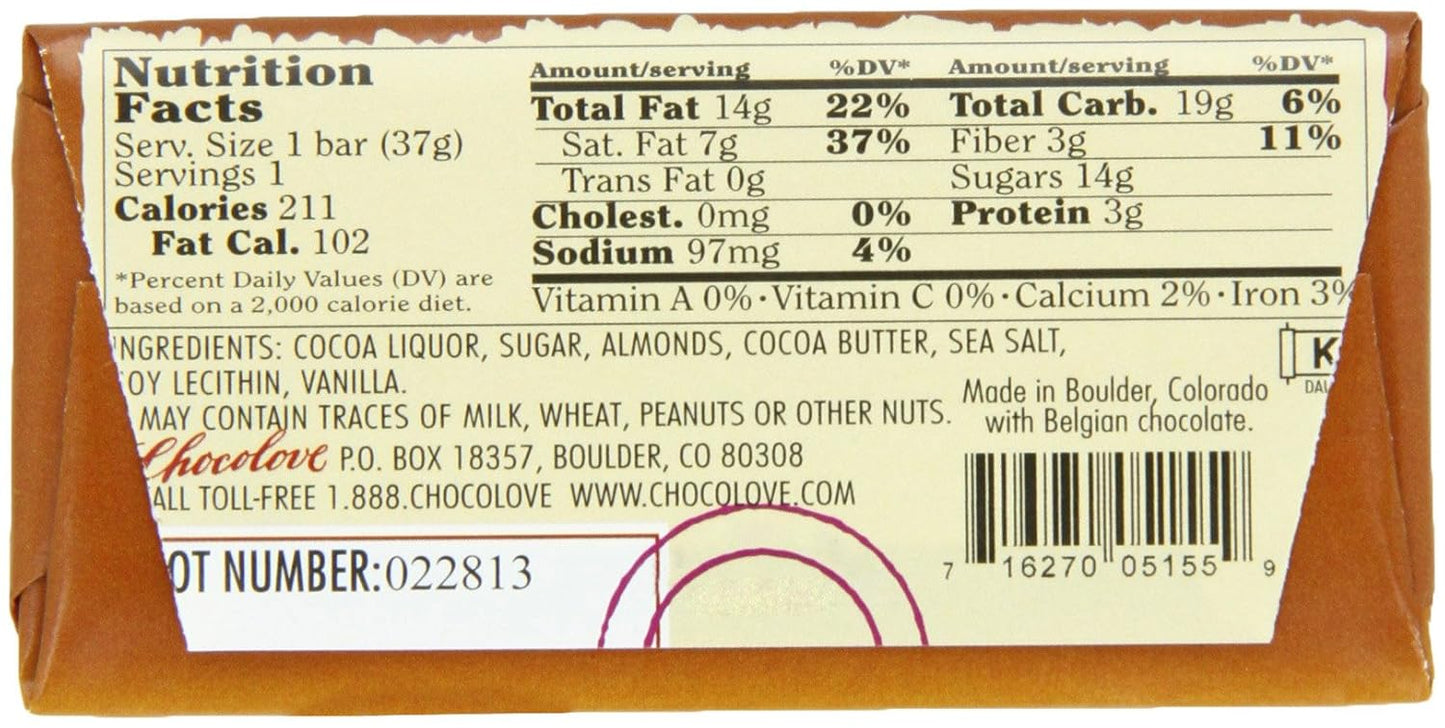 Nutrition
Facts
Serv. Size 1 bar (37g)
Servings 1
Calories 211
Fat Cal. 102
*Percent Daily Values (DV) are
based on a 2,000 calorie diet.
Amount/serving %DV* Amount/serving %DV*
Total Fat 14g 22% Total Carb. 19g 6%
Sat. Fat 7g 37% Fiber 3g 11%
Trans Fat 0g Sugars 14g
Cholest. 0mg 0% Protein 3g
Sodium 97mg 4%
Vitamin A 0% · Vitamin C 0% · Calcium 2% · Iron 3%
NGREDIENTS: COCOA LIQUOR, SUGAR, ALMONDS, COCOA BUTTER, SEA SALT,
OY LECITHIN, VANILLA.
MAY CONTAIN TRACES OF MILK, WHEAT, PEANUTS OR OTHER NUTS.
Chocolove P.O. BOX 18357, BOULDER, CO 80308
ALL TOLL-FREE 1.888.CHOCOLOVE WWW.CHOCOLOVE.COM
OT NUMBER:022813
K
DAI
Made in Boulder, Colorado
with Belgian chocolate.
7 16270 05155 9